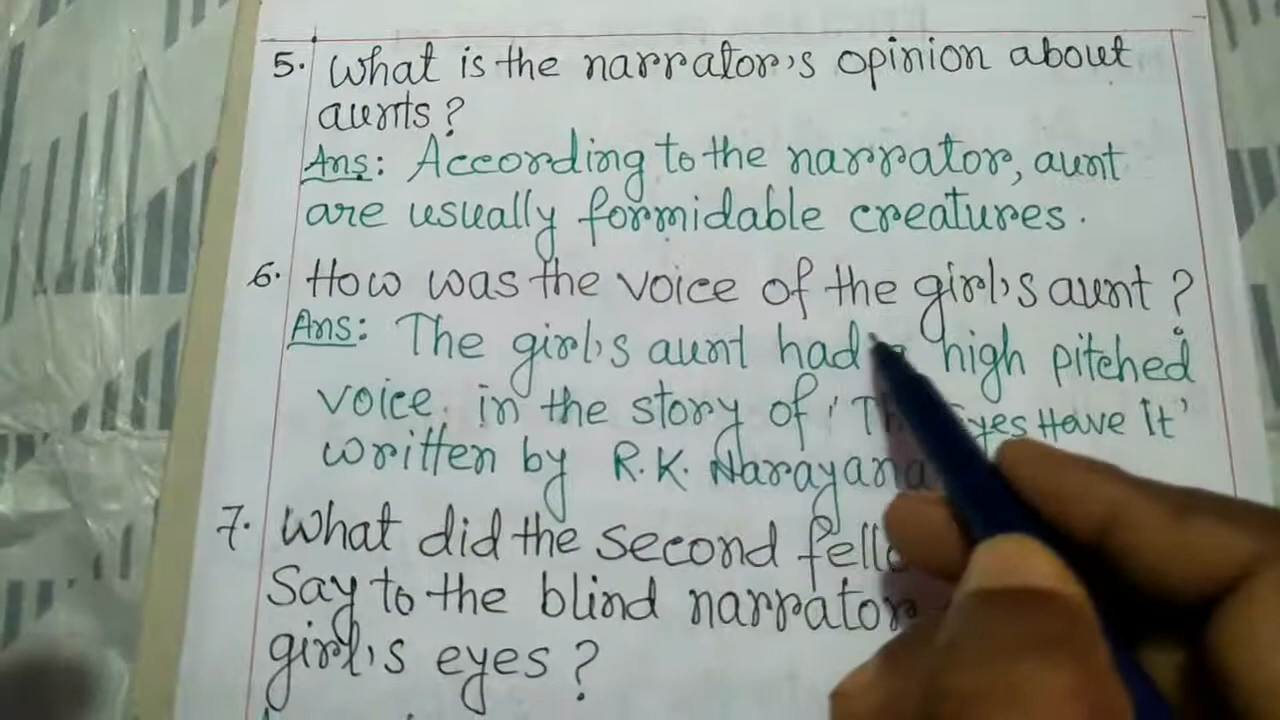 5. What is the narrator's opinion about
aunts?
Ans: According to the narrator, aunt
are usually formidable creatures.
6. How was the voice of the girl's aunt?
Ans: The girl's aunt had high pitched
voice in the story of 'The Eyes Have It'
written by R.K. Narayana
7. What did the second
Say to the blind narrator
girl's eyes?